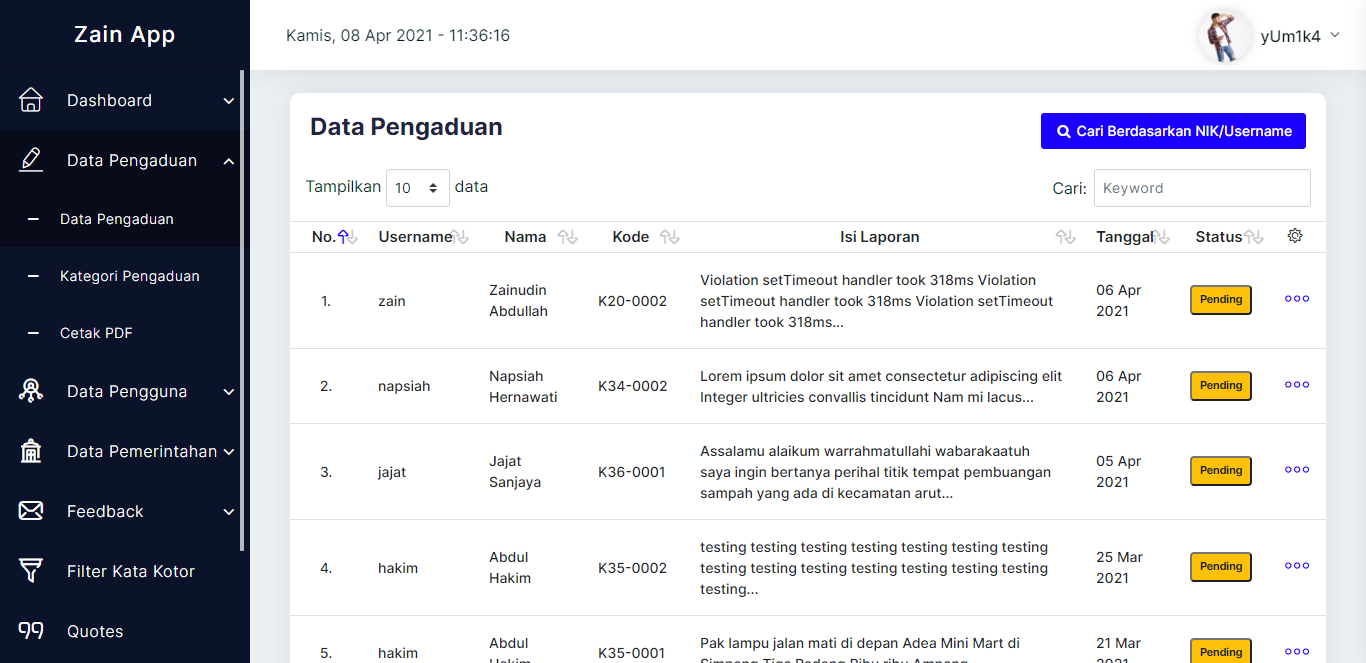 Zain App
Kamis, 08 Apr 2021 - 11:36:16
yUm1k4
Dashboard
Data Pengaduan
Data Pengaduan
Kategori Pengaduan
Cetak PDF
Data Pengguna
Data Pemerintahan
Feedback
Filter Kata Kotor
Quotes
Data Pengaduan
Cari Berdasarkan NIK/Username
Tampilkan 10 data
Cari: Keyword
No. Username Nama Kode Isi Laporan Tanggal Status
1. zain Zainudin Abdullah K20-0002 Violation setTimeout handler took 318ms Violation
setTimeout handler took 318ms Violation setTimeout
handler took 318ms... 06 Apr 2021 Pending
2. napsiah Napsiah Hernawati K34-0002 Lorem ipsum dolor sit amet consectetur adipiscing elit
Integer ultricies convallis tincidunt Nam mi lacus... 06 Apr 2021 Pending
3. jajat Jajat Sanjaya K36-0001 Assalamu alaikum warrahmatullahi wabarakaatuh
saya ingin bertanya perihal titik tempat pembuangan
sampah yang ada di kecamatan arut... 05 Apr 2021 Pending
4. hakim Abdul Hakim K35-0002 testing testing testing testing testing testing testing
testing testing testing testing testing testing testing
testing... 25 Mar 2021 Pending
5. hakim Abdul Hakim K35-0001 Pak lampu jalan mati di depan Adea Mini Mart di
21 Mar 2021 Pending